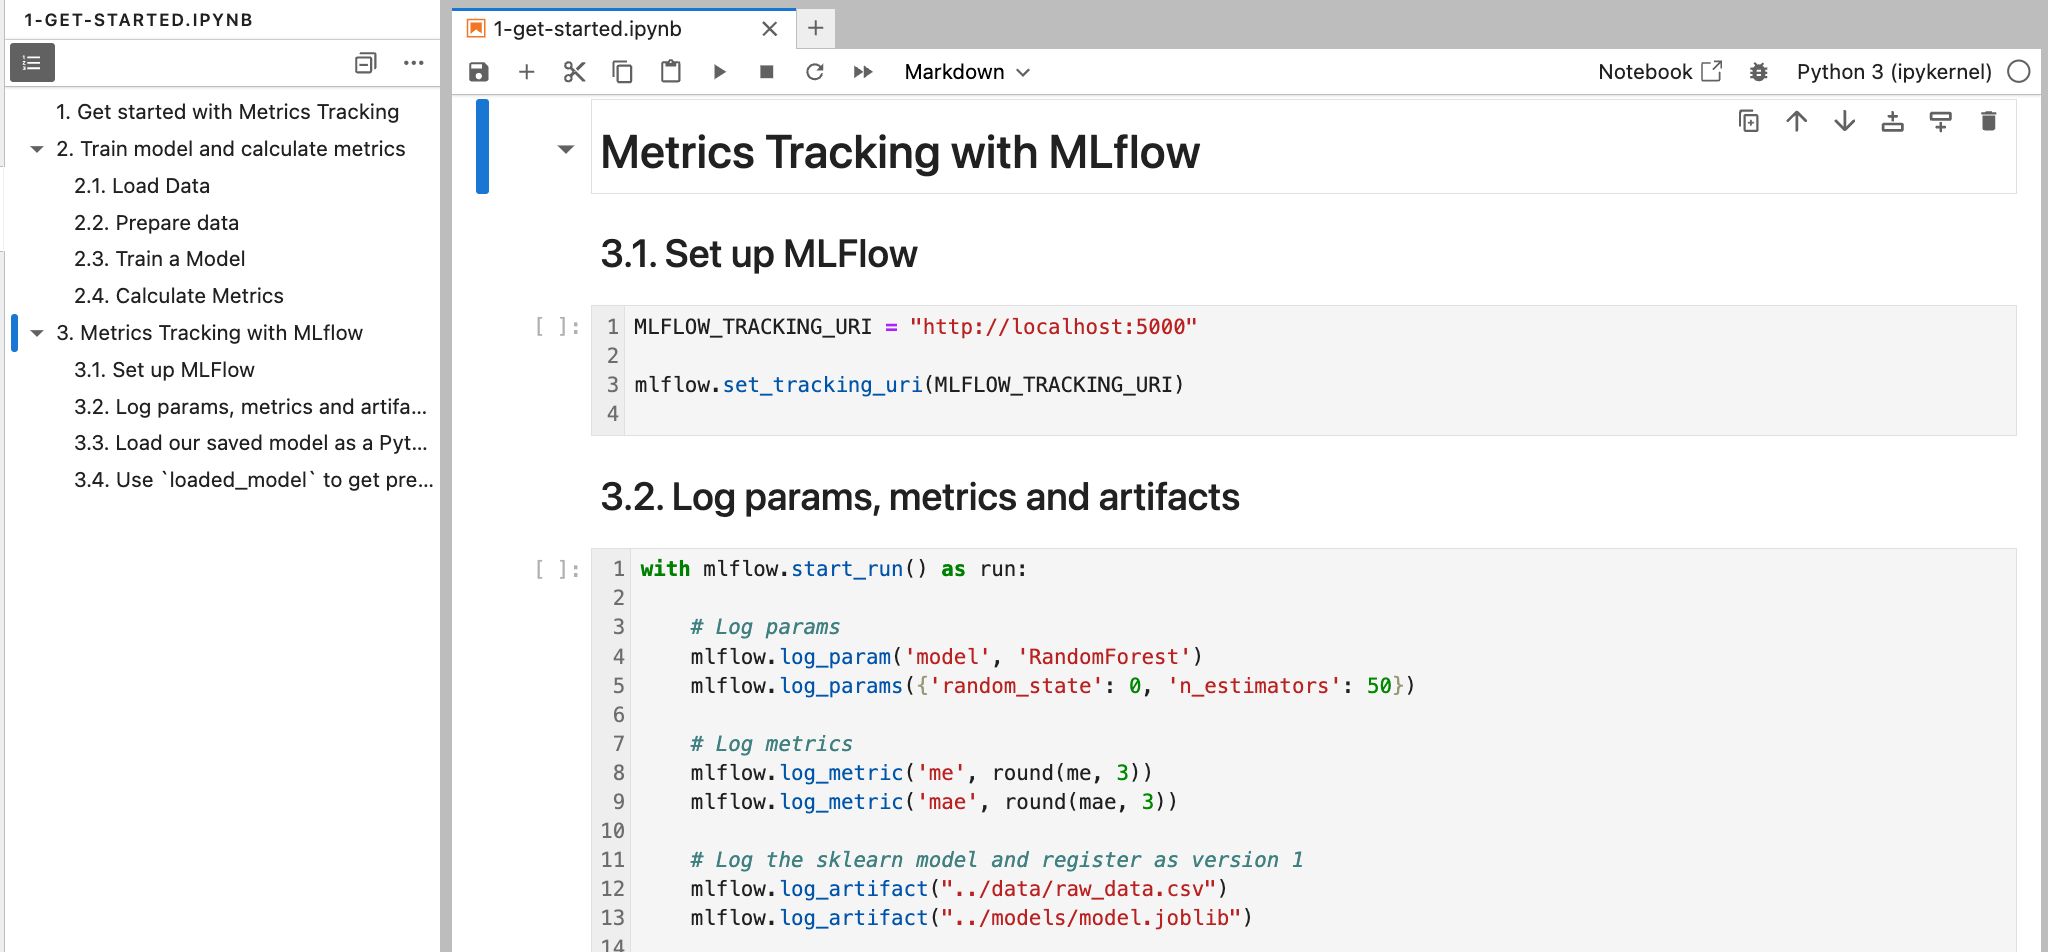 1-GET-STARTED.IPYNB
1. Get started with Metrics Tracking
2. Train model and calculate metrics
2.1. Load Data
2.2. Prepare data
2.3. Train a Model
2.4. Calculate Metrics
3. Metrics Tracking with MLflow
3.1. Set up MLFlow
3.2. Log params, metrics and artifa...
3.3. Load our saved model as a Pyt...
3.4. Use `loaded_model` to get pre...
1-get-started.ipynb
Markdown
Notebook
Python 3 (ipykernel)
Metrics Tracking with MLflow
3.1. Set up MLFlow
[ ]:
1 MLFLOW_TRACKING_URI = "http://localhost:5000"
2
3 mlflow.set_tracking_uri(MLFLOW_TRACKING_URI)
4
3.2. Log params, metrics and artifacts
[ ]:
1 with mlflow.start_run() as run:
2
3     # Log params
4     mlflow.log_param('model', 'RandomForest')
5     mlflow.log_params({'random_state': 0, 'n_estimators': 50})
6
7     # Log metrics
8     mlflow.log_metric('me', round(me, 3))
9     mlflow.log_metric('mae', round(mae, 3))
10
11     # Log the sklearn model and register as version 1
12     mlflow.log_artifact("../data/raw_data.csv")
13     mlflow.log_artifact("../models/model.joblib")
14